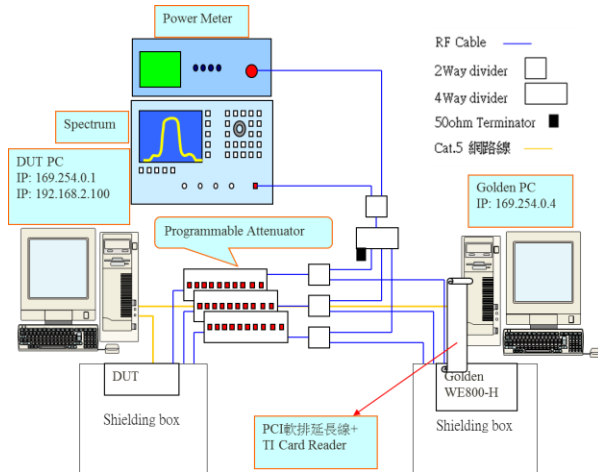 Power Meter
Spectrum
DUT PC
IP: 169.254.0.1
IP: 192.168.2.100
RF Cable
2Way divider
4Way divider
50ohm Terminator
Cat.5 網路線
Golden PC
IP: 169.254.0.4
Programmable Attenuator
DUT
Shielding box
Golden
WE800-H
Shielding box
PCI軟排延長線+
TI Card Reader